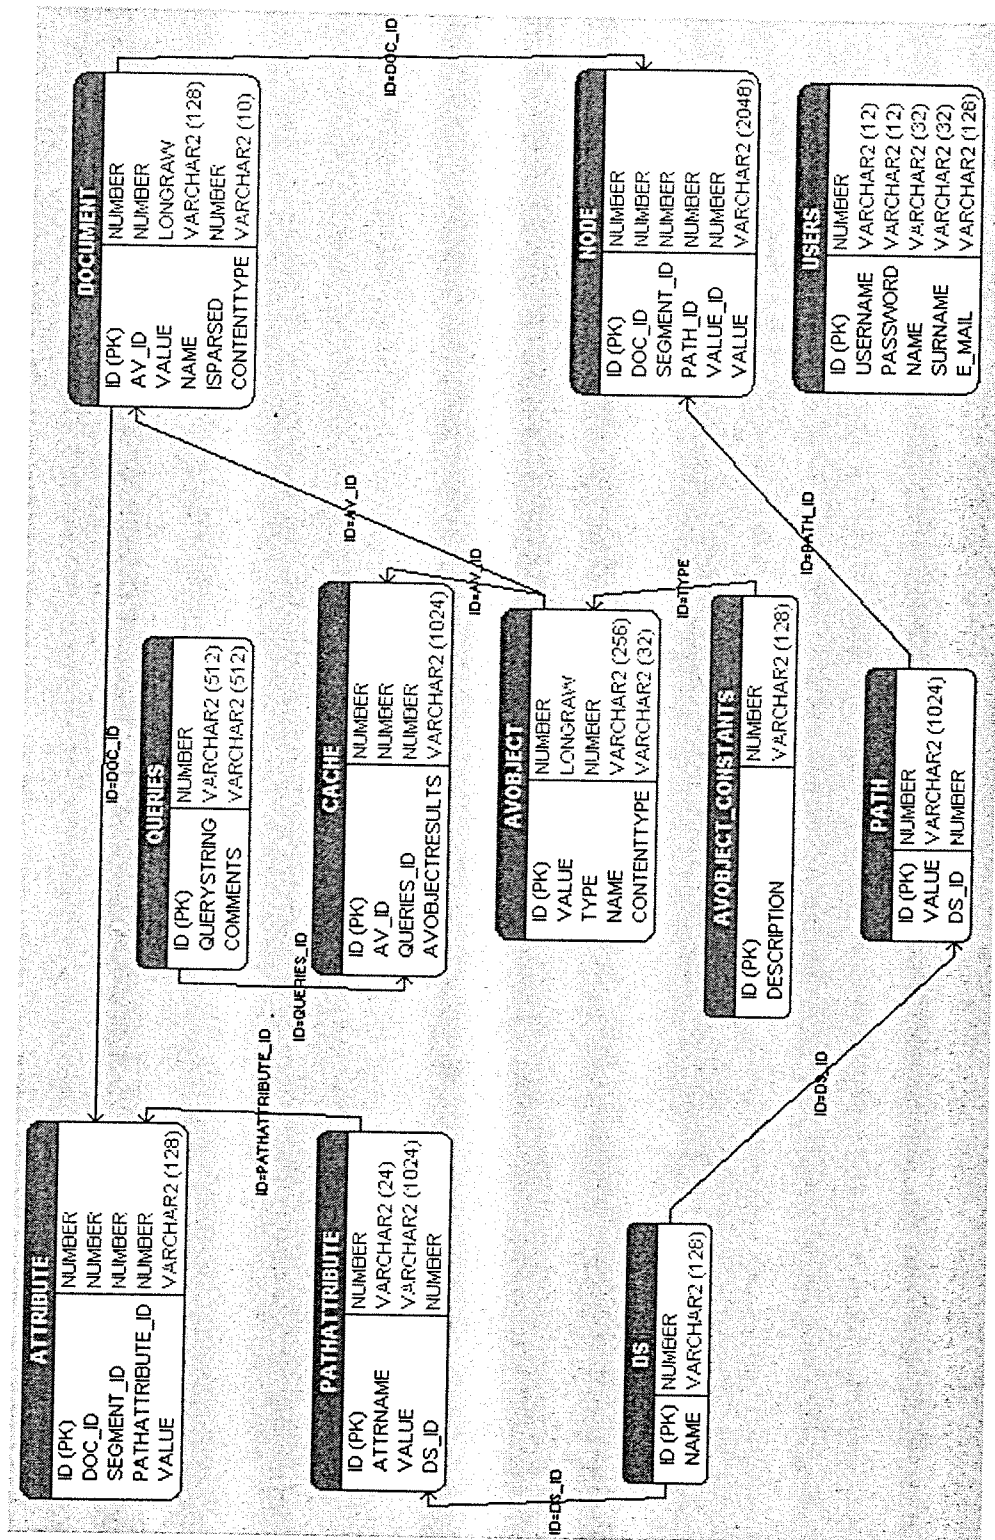 ATTRIBUTE
ID (PK) NUMBER
DOC_ID NUMBER
SEGMENT_ID NUMBER
PATHATTRIBUTE_ID NUMBER
VALUE VARCHAR2 (128)
ID=DOC_ID
DOCUMENT
ID (PK) NUMBER
AV_ID NUMBER
VALUE LONGRAW
NAME VARCHAR2 (128)
ISPARSED NUMBER
CONTENTTYPE VARCHAR2 (10)
ID=DOC_ID
QUERIES
ID (PK) NUMBER
QUERYSTRING VARCHAR2 (512)
COMMENTS VARCHAR2 (512)
ID=PATHATTRIBUTE_ID
ID=QUERIES_ID
ID=AV_ID
PATHATTRIBUTE
ID (PK) NUMBER
ATTRNAME VARCHAR2 (24)
VALUE VARCHAR2 (1024)
DS_ID NUMBER
CACHE
ID (PK) NUMBER
AV_ID NUMBER
QUERIES_ID NUMBER
AVOBJECTRESULTS VARCHAR2 (1024)
ID=AV_ID
AVOBJECT
ID (PK) NUMBER
VALUE LONGRAW
TYPE NUMBER
NAME VARCHAR2 (256)
CONTENTTYPE VARCHAR2 (32)
NODE
ID (PK) NUMBER
DOC_ID NUMBER
SEGMENT_ID NUMBER
PATH_ID NUMBER
VALUE_ID NUMBER
VALUE VARCHAR2 (2048)
ID=DS_ID
DS
ID (PK) NUMBER
NAME VARCHAR2 (128)
ID=TYPE
AVOBJECT_CONSTANTS
ID (PK) NUMBER
DESCRIPTION VARCHAR2 (128)
ID=PATH_ID
ID=DS_ID
PATH
ID (PK) NUMBER
VALUE VARCHAR2 (1024)
DS_ID NUMBER
USERS
ID (PK) NUMBER
USERNAME VARCHAR2 (12)
PASSWORD VARCHAR2 (12)
NAME VARCHAR2 (32)
SURNAME VARCHAR2 (32)
E_MAIL VARCHAR2 (128)